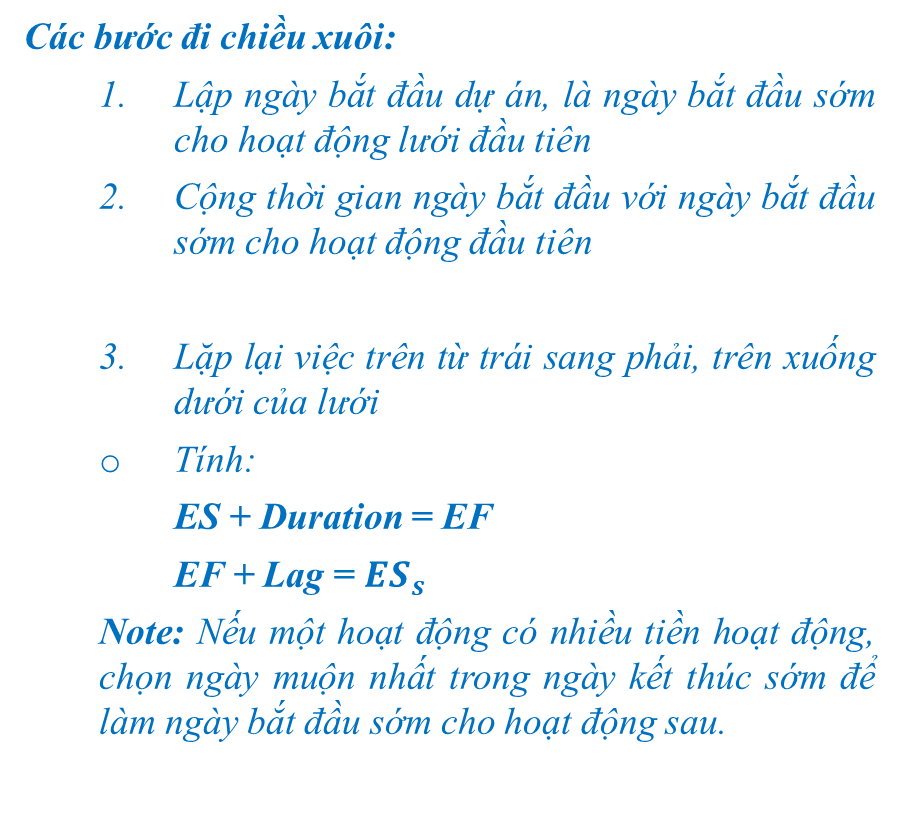 Các bước đi chiều xuôi:
1. Lập ngày bắt đầu dự án, là ngày bắt đầu sớm
cho hoạt động lưới đầu tiên
2. Cộng thời gian ngày bắt đầu với ngày bắt đầu
sớm cho hoạt động đầu tiên
3. Lặp lại việc trên từ trái sang phải, trên xuống
dưới của lưới
o Tính:
ES + Duration = EF
EF + Lag = ESₛ
Note: Nếu một hoạt động có nhiều tiền hoạt động,
chọn ngày muộn nhất trong ngày kết thúc sớm để
làm ngày bắt đầu sớm cho hoạt động sau.